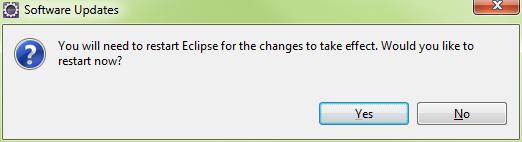 Software Updates
You will need to restart Eclipse for the changes to take effect. Would you like to
restart now?
Yes
No